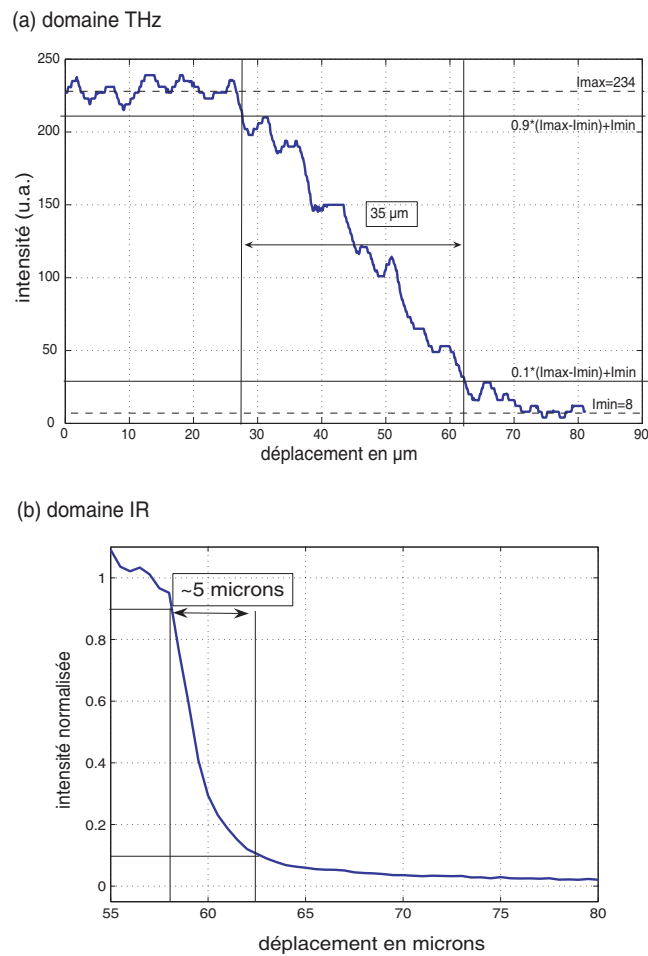 (a) domaine THz
250
200
150
100
50
0
intensité (u.a.)
Imax=234
0.9*(Imax-Imin)+Imin
35 µm
0.1*(Imax-Imin)+Imin
Imin=8
0 10 20 30 40 50 60 70 80 90
déplacement en µm
(b) domaine IR
1
0.8
0.6
0.4
0.2
0
intensité normalisée
~5 microns
55 60 65 70 75 80
déplacement en microns